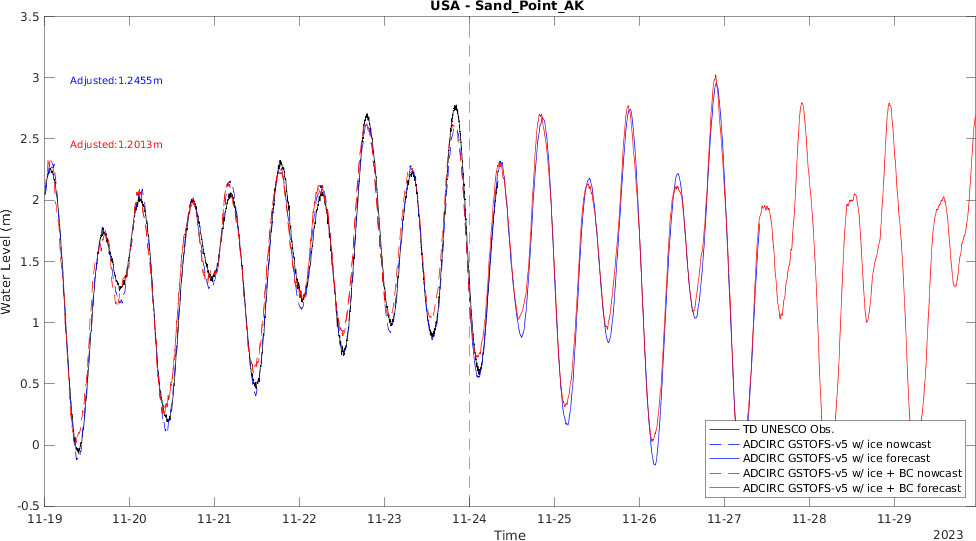 USA - Sand_Point_AK
3.5
3
2.5
2
1.5
1
0.5
0
-0.5
Water Level (m)
Adjusted:1.2455m
Adjusted:1.2013m
TD UNESCO Obs.
ADCIRC GSTOFS-v5 w/ ice nowcast
ADCIRC GSTOFS-v5 w/ ice forecast
ADCIRC GSTOFS-v5 w/ ice + BC nowcast
ADCIRC GSTOFS-v5 w/ ice + BC forecast
11-19 11-20 11-21 11-22 11-23 11-24 11-25 11-26 11-27 11-28 11-29
Time
2023